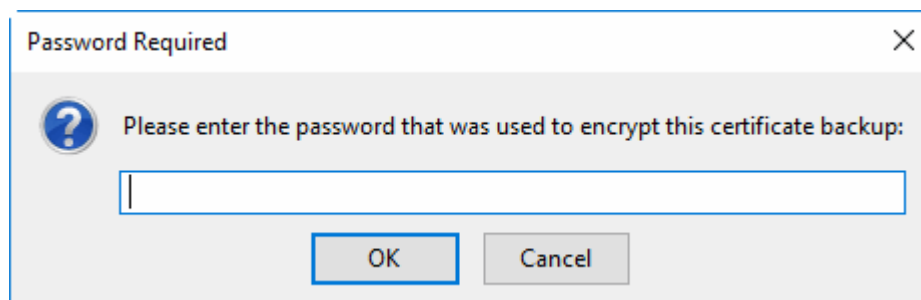 Password Required
Please enter the password that was used to encrypt this certificate backup:
OK
Cancel